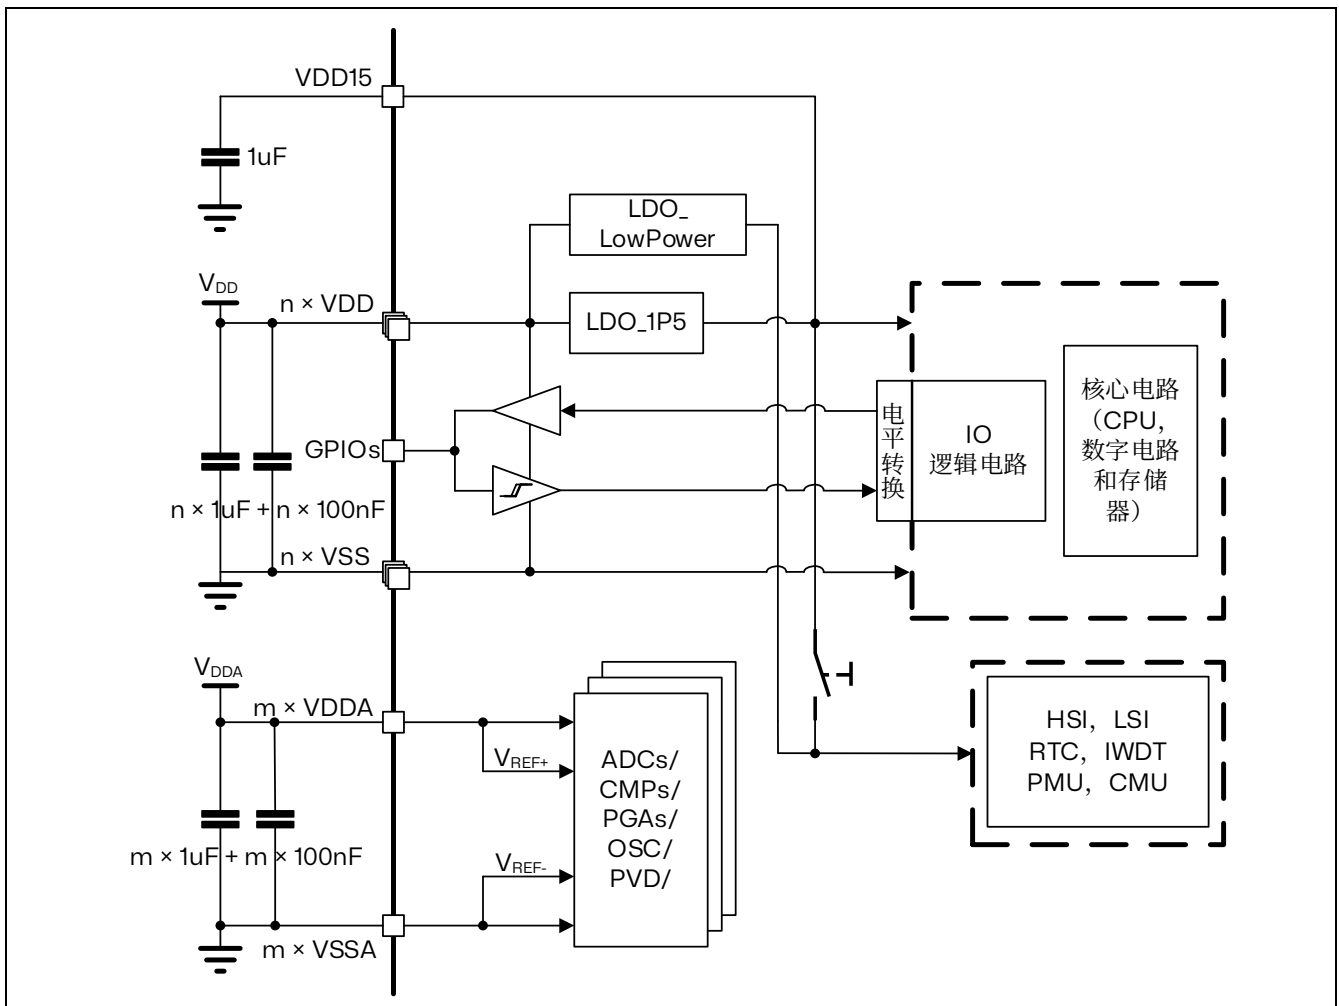 VDD15
1uF
LDO_
LowPower
VDD
n × VDD
LDO_1P5
GPIOs
n × 1uF + n × 100nF
n × VSS
电
平
转
换
IO
逻辑电路
核心电路
（CPU,
数字电路
和存储
器）
VDDA
m × VDDA
VREF+
ADCs/
CMPs/
PGAs/
OSC/
PVD/
m × 1uF + m × 100nF
VREF-
m × VSSA
HSI，LSI
RTC，IWDT
PMU，CMU